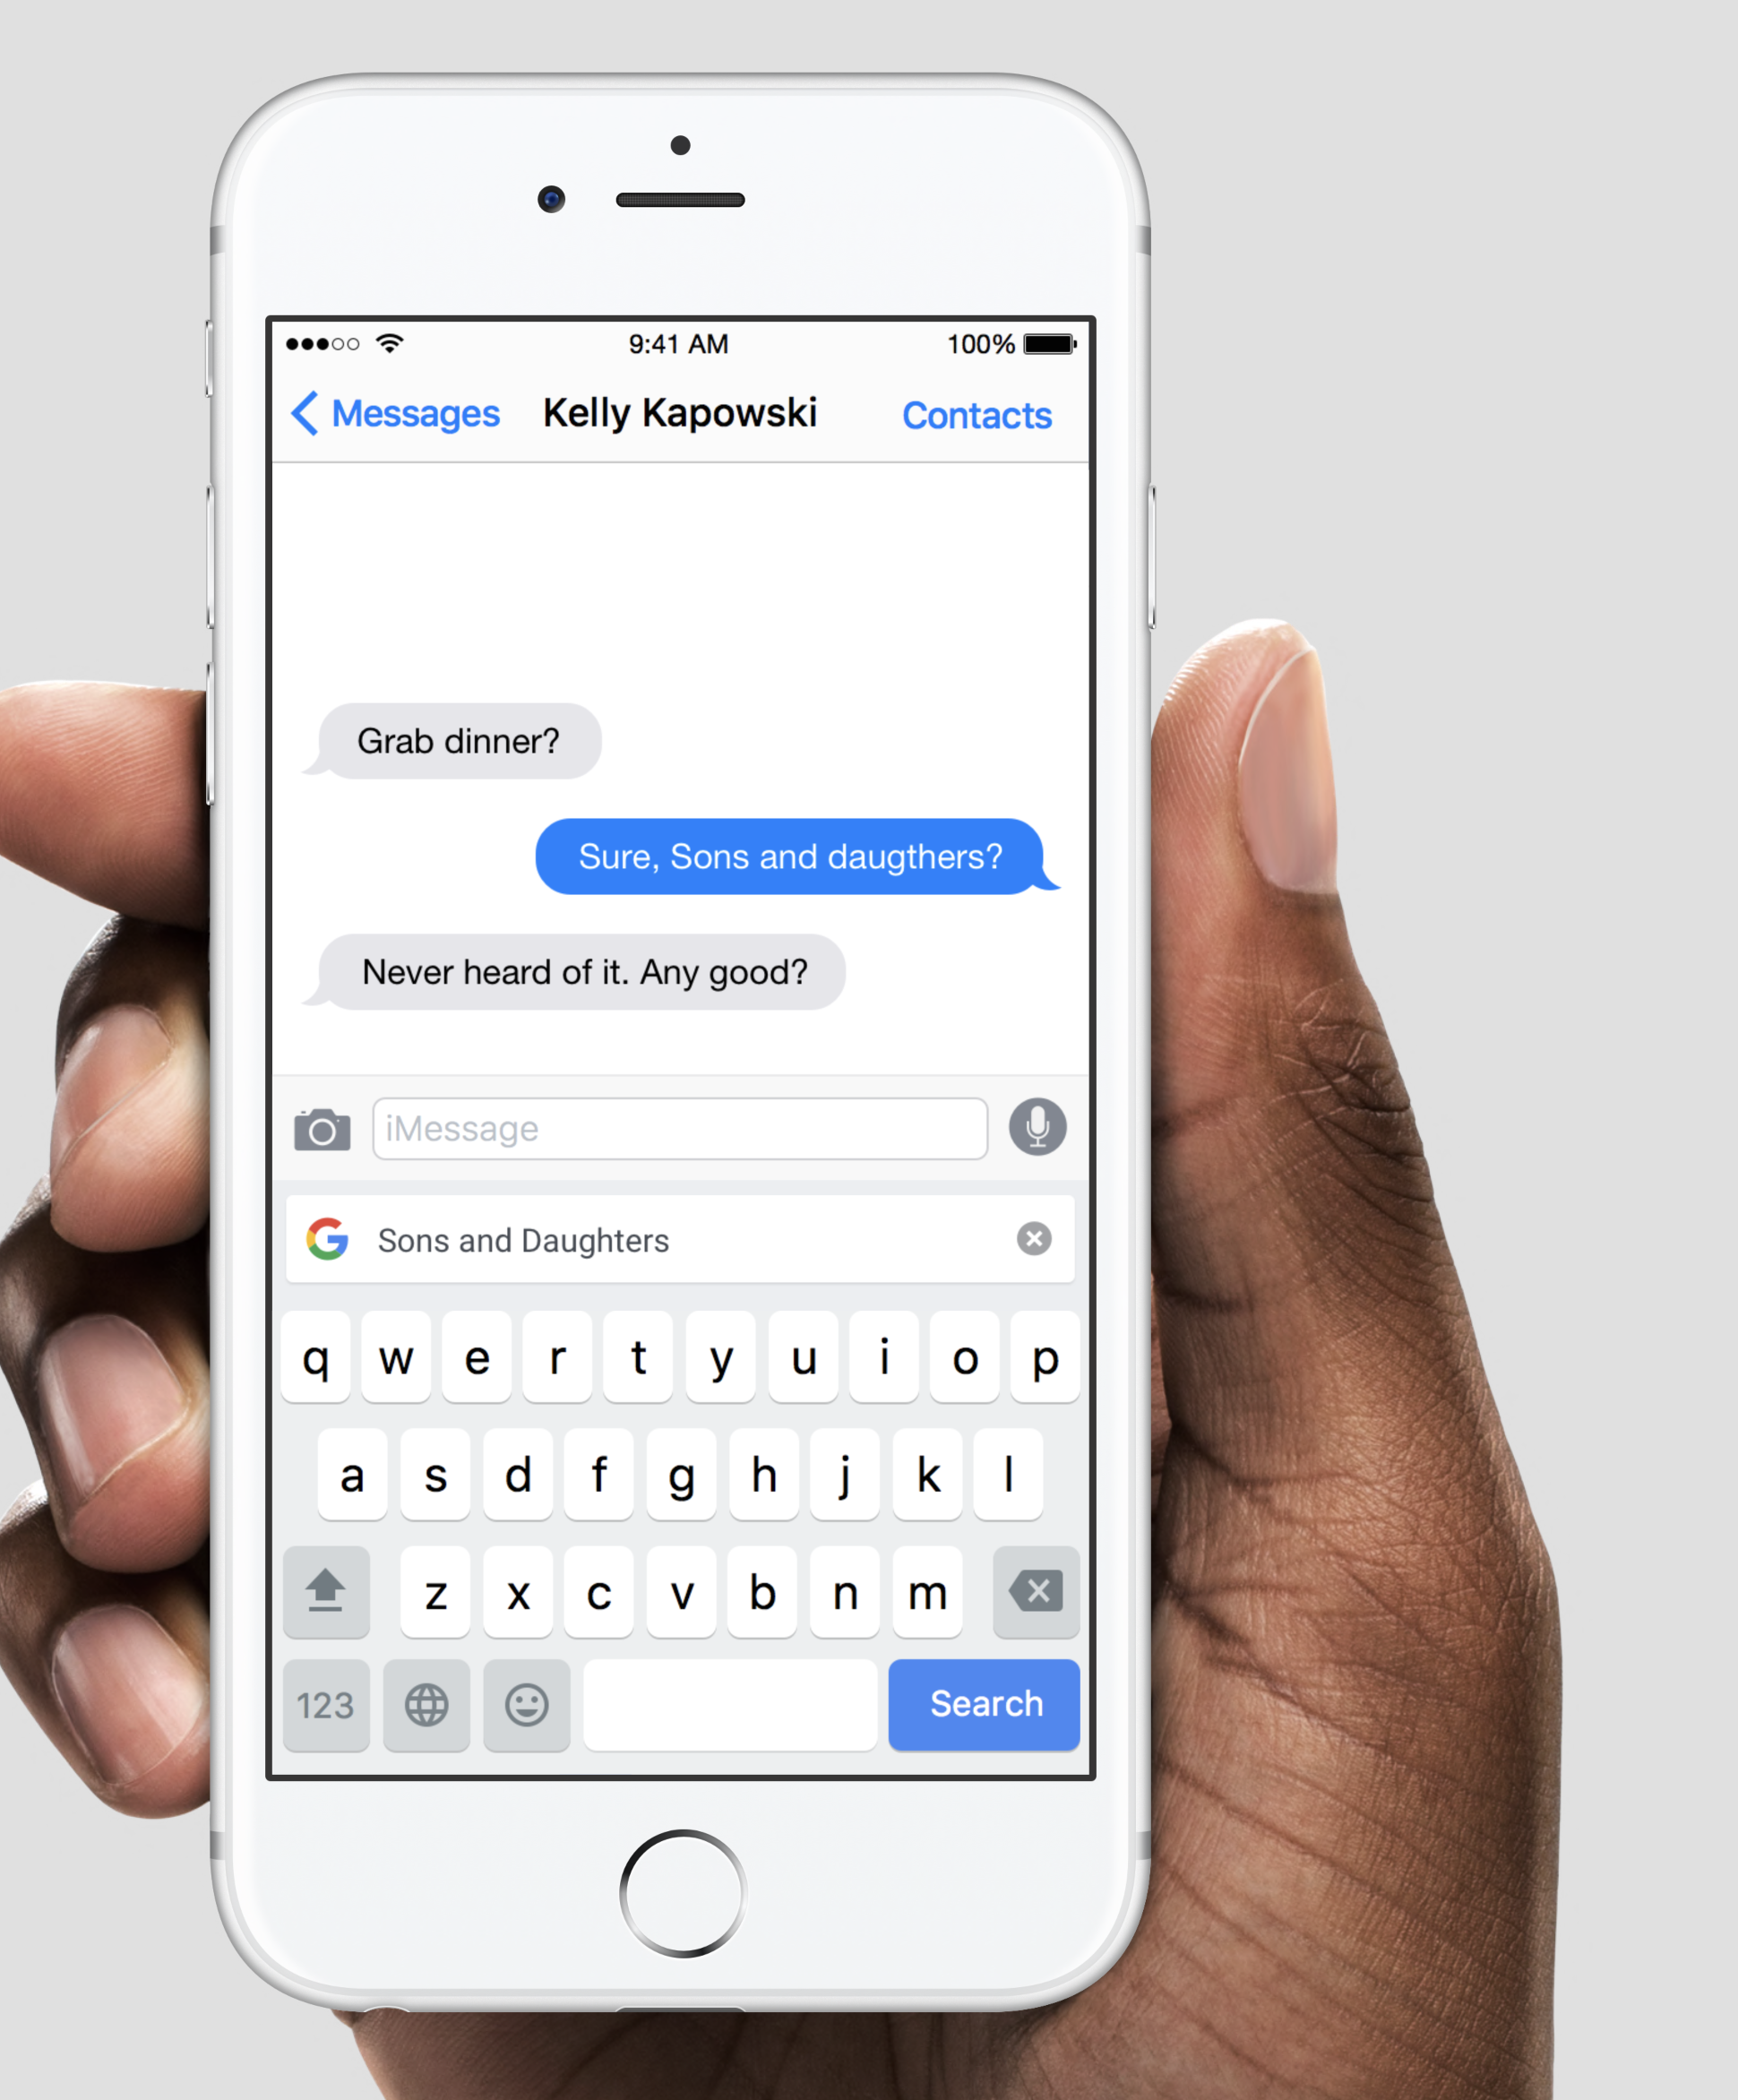 9:41 AM 100%
Messages Kelly Kapowski Contacts
Grab dinner?
Sure, Sons and daugthers?
Never heard of it. Any good?
iMessage
G Sons and Daughters
q w e r t y u i o p
a s d f g h j k l
z x c v b n m
123 Search